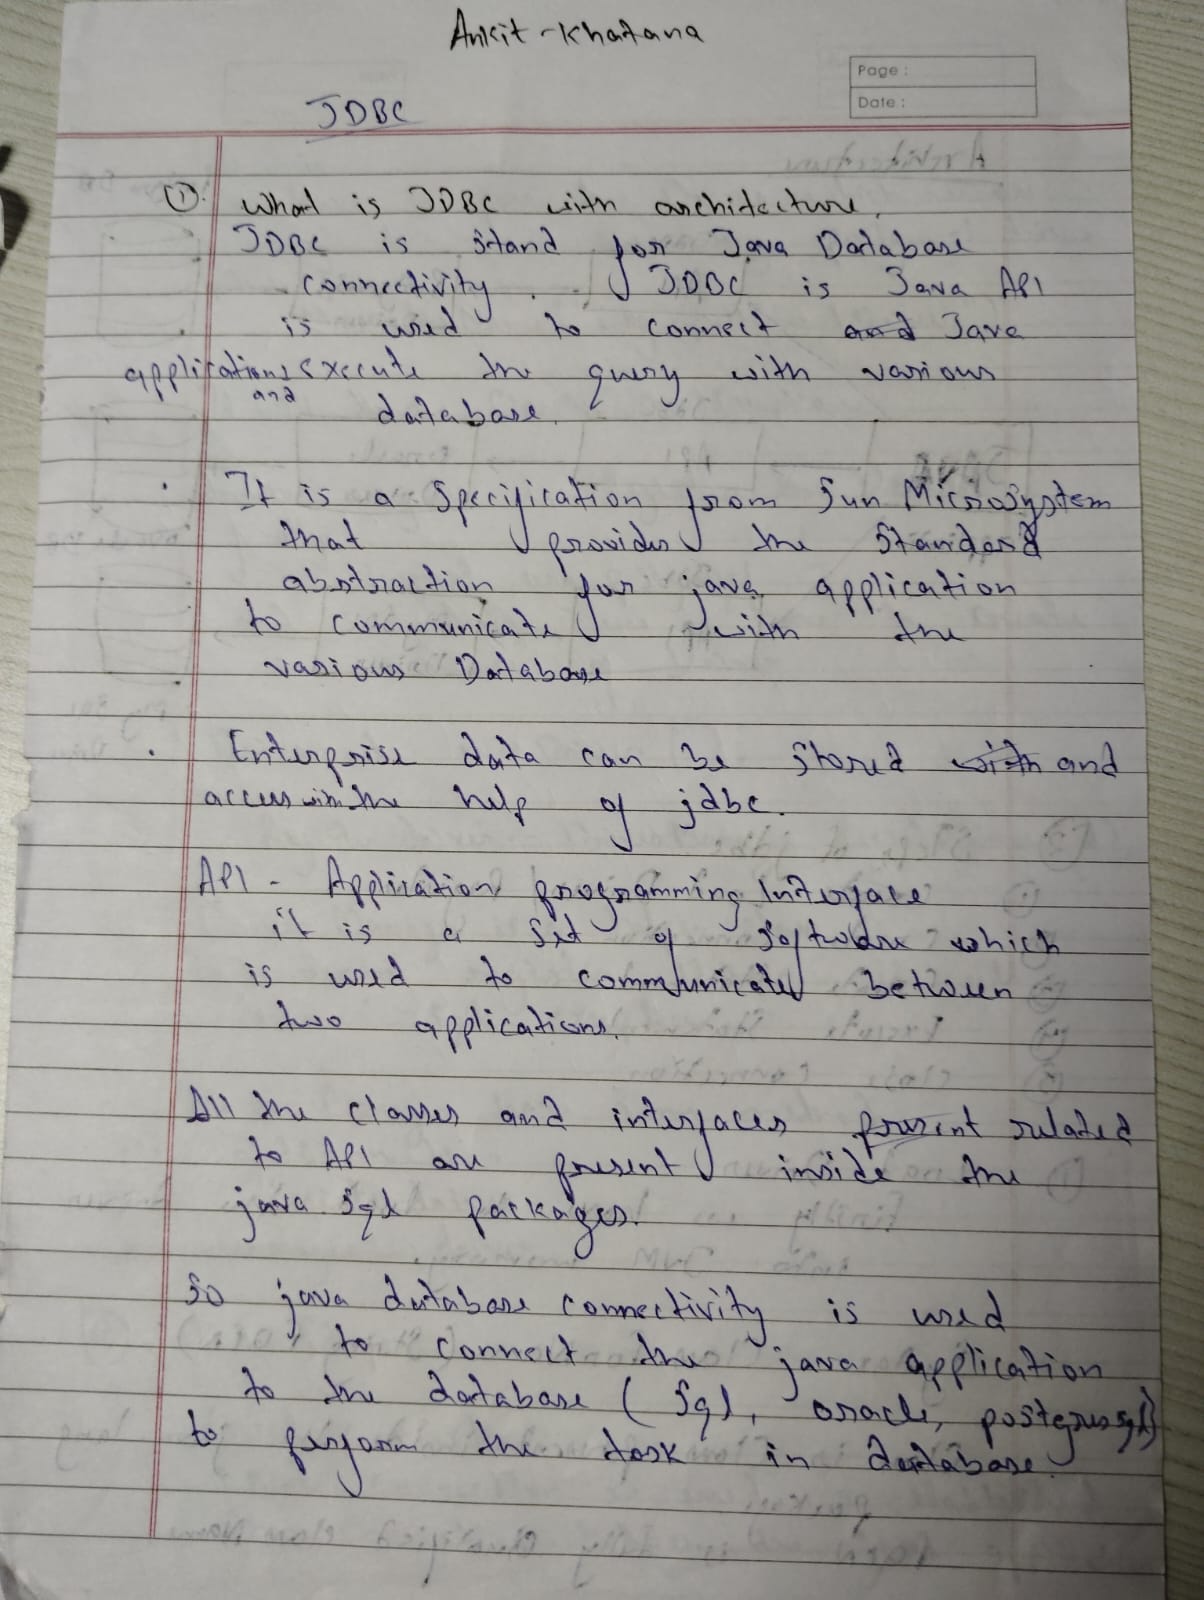 Ankit - Khatana
Page :
Date :
JDBC
① What is JDBC with architecture.
JDBC is stand for Java Database
connectivity. JDBC is Java API
is used to connect Java
applications execute the query with various
and
database.
. It is a specification from Sun Microsystem
that provides the standard
abstraction for java application
to communicate with the
various Database
. Enterprise data can be stored and
access with the help of jdbc.
API - Application programming Interface
it is a set of software which
is used to communicated between
two applications.
All the classes and interfaces present related
to API are present inside the
java sql packages.
So java database connectivity is used
to connect the java application
to the database (Sql, oracle, postgressql)
to perform the task in database.